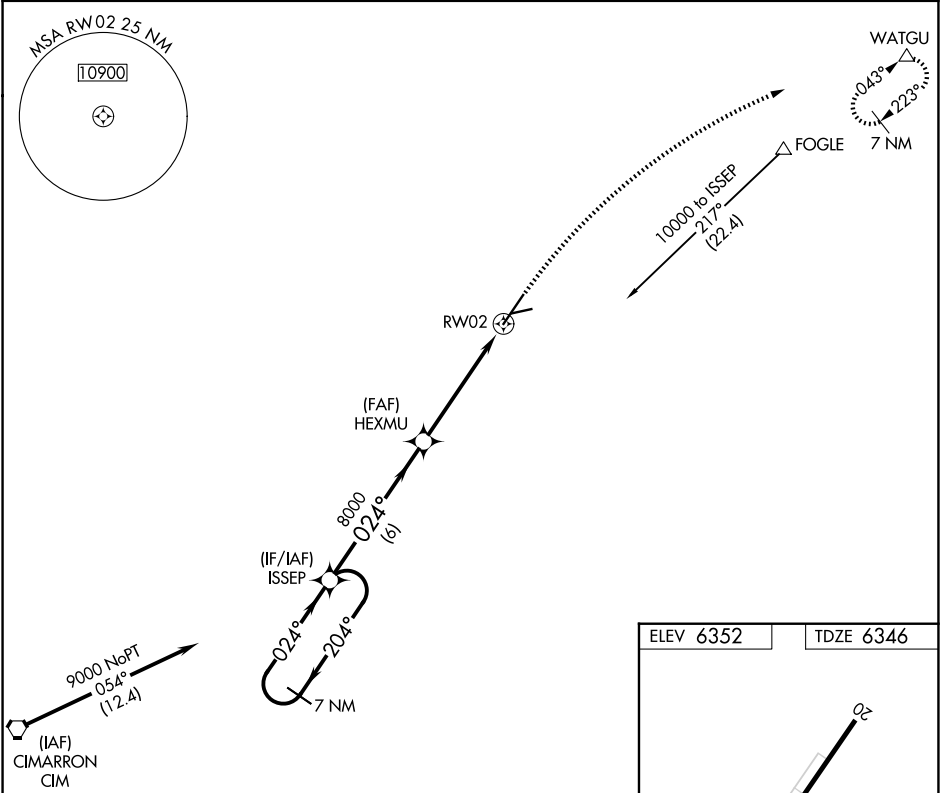 MSA RW02 25 NM
10900
WATGU
043°
223°
7 NM
FOGLE
10000 to ISSEP
217°
(22.4)
RW02
(FAF)
HEXMU
8000
024°
(6)
(IF/IAF)
ISSEP
024°
204°
7 NM
9000 NoPT
054°
(12.4)
(IAF)
CIMARRON
CIM
ELEV 6352
TDZE 6346
20